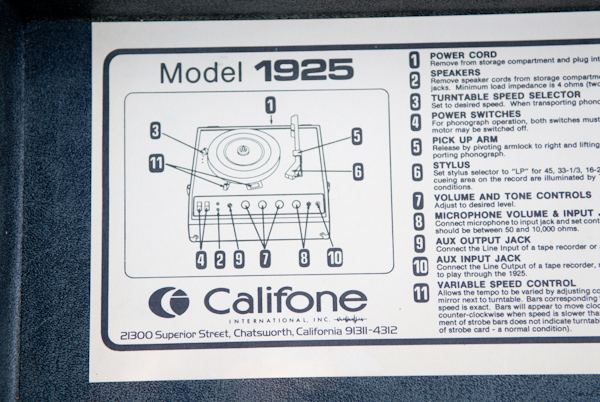 Model 1925
1
3
11
5
6
4 2 9 7 8 10
Califone
INTERNATIONAL, INC.
21300 Superior Street, Chatsworth, California 91311-4312
1 POWER CORD
Remove from storage compartment and plug int
2 SPEAKERS
Remove speaker cords from storage compartme
jacks. Minimum load impedance is 4 ohms (two
3 TURNTABLE SPEED SELECTOR
Set to desired speed. When transporting phono
4 POWER SWITCHES
For phonograph operation, both switches must
motor may be switched off.
5 PICK UP ARM
Release by pivoting armlock to right and lifting
porting phonograph.
6 STYLUS
Set stylus selector to "LP" for 45, 33-1/3, 16-2
cueing area on the record are illuminated by
conditions.
7 VOLUME AND TONE CONTROLS
Adjust to desired level.
8 MICROPHONE VOLUME & INPUT J
Connect microphone to input jack and set cont
should be between 50 and 10,000 ohms.
9 AUX OUTPUT JACK
Connect the Line Input of a tape recorder or
10 AUX INPUT JACK
Connect the Line Output of a tape recorder,
to play through the 1925.
11 VARIABLE SPEED CONTROL
Allows the tempo to be varied by adjusting co
mirror next to turntable. Bars corresponding
speed is exact. Bars will appear to move cloc
counter-clockwise when speed is slower tha
ment of strobe bars does not indicate turntab
of strobe card - a normal condition).